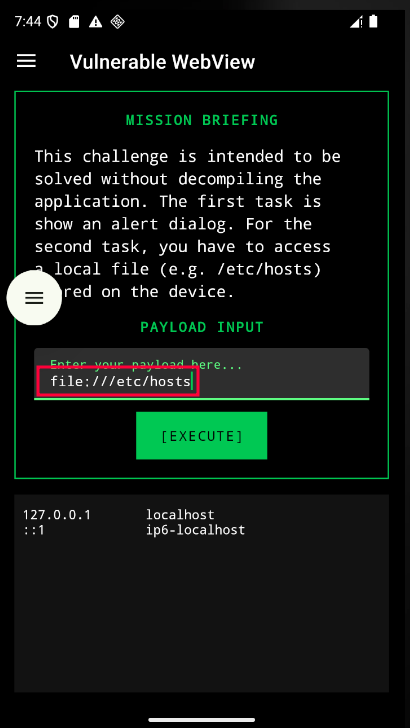 7:44
Vulnerable WebView
MISSION BRIEFING
This challenge is intended to be
solved without decompiling the
application. The first task is
show an alert dialog. For the
second task, you have to access
a local file (e.g. /etc/hosts)
on the device.
PAYLOAD INPUT
Enter your payload here...
file:///etc/hosts
[EXECUTE]
127.0.0.1 localhost
::1 ip6-localhost